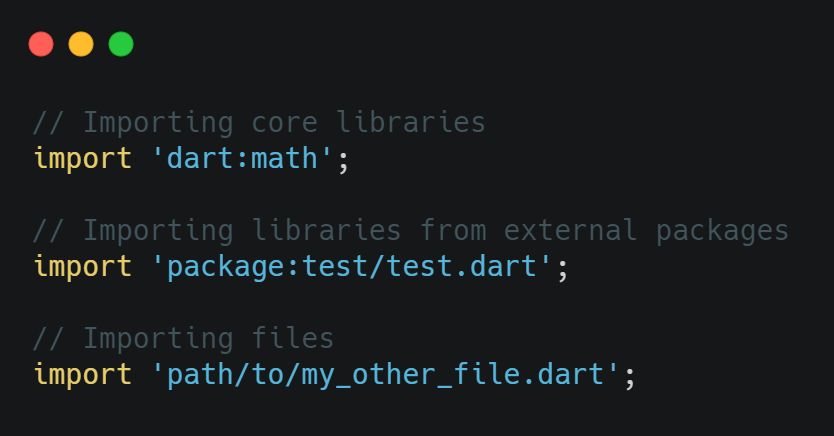 // Importing core libraries
import 'dart:math';
// Importing libraries from external packages
import 'package:test/test.dart';
// Importing files
import 'path/to/my_other_file.dart';